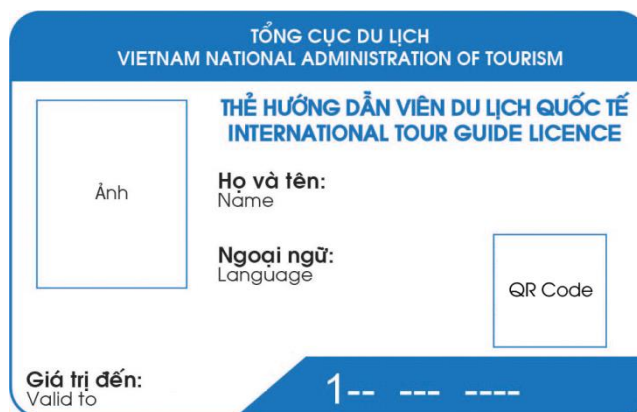 TỔNG CỤC DU LỊCH
VIETNAM NATIONAL ADMINISTRATION OF TOURISM
THẺ HƯỚNG DẪN VIÊN DU LỊCH QUỐC TẾ
INTERNATIONAL TOUR GUIDE LICENCE
Ảnh
Họ và tên:
Name
Ngoại ngữ:
Language
QR Code
Giá trị đến:
Valid to
1-- --- ----